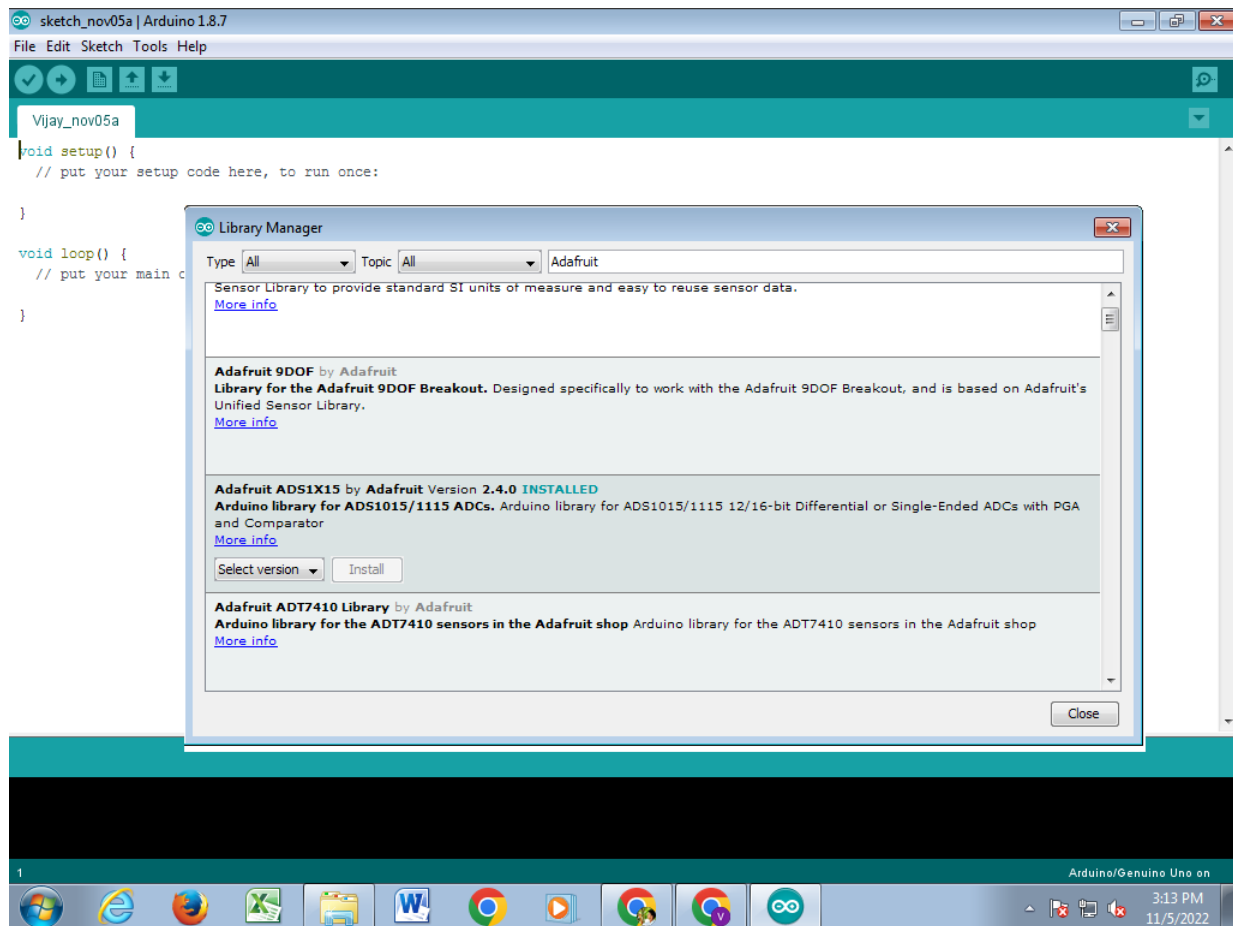 sketch_nov05a | Arduino 1.8.7
File Edit Sketch Tools Help
Vijay_nov05a
void setup() {
// put your setup code here, to run once:
}
void loop() {
// put your main c
}
Library Manager
Type All Topic All Adafruit
Sensor Library to provide standard SI units of measure and easy to reuse sensor data.
More info
Adafruit 9DOF by Adafruit
Library for the Adafruit 9DOF Breakout. Designed specifically to work with the Adafruit 9DOF Breakout, and is based on Adafruit's
Unified Sensor Library.
More info
Adafruit ADS1X15 by Adafruit Version 2.4.0 INSTALLED
Arduino library for ADS1015/1115 ADCs. Arduino library for ADS1015/1115 12/16-bit Differential or Single-Ended ADCs with PGA
and Comparator
More info
Select version Install
Adafruit ADT7410 Library by Adafruit
Arduino library for the ADT7410 sensors in the Adafruit shop Arduino library for the ADT7410 sensors in the Adafruit shop
More info
Close
1
Arduino/Genuino Uno on
V
3:13 PM
11/5/2022